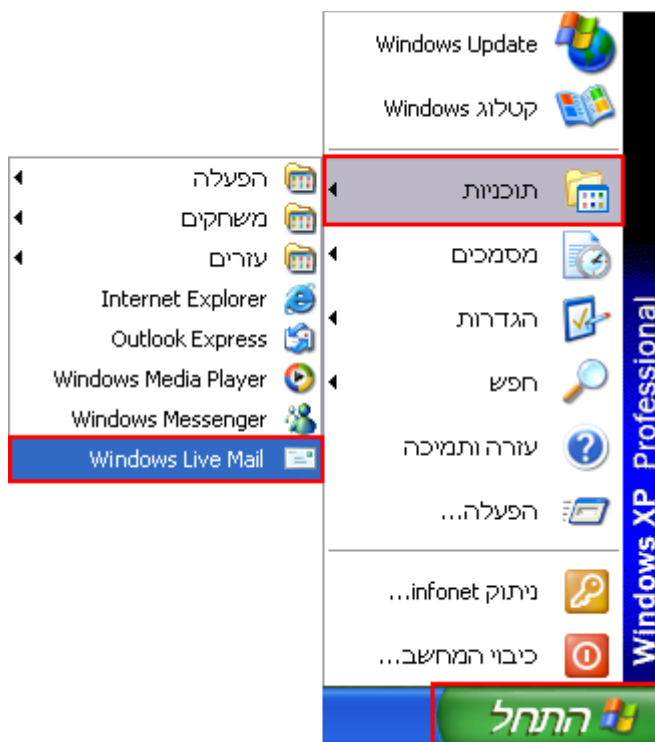 Windows Update
קטלוג Windows
תוכניות
מסמכים
הגדרות
חפש
עזרה ותמיכה
הפעלה...
ניתוק infonet...
כיבוי המחשב...
הפעלה
משחקים
עזרים
Internet Explorer
Outlook Express
Windows Media Player
Windows Messenger
Windows Live Mail
Windows XP Professional
התחל